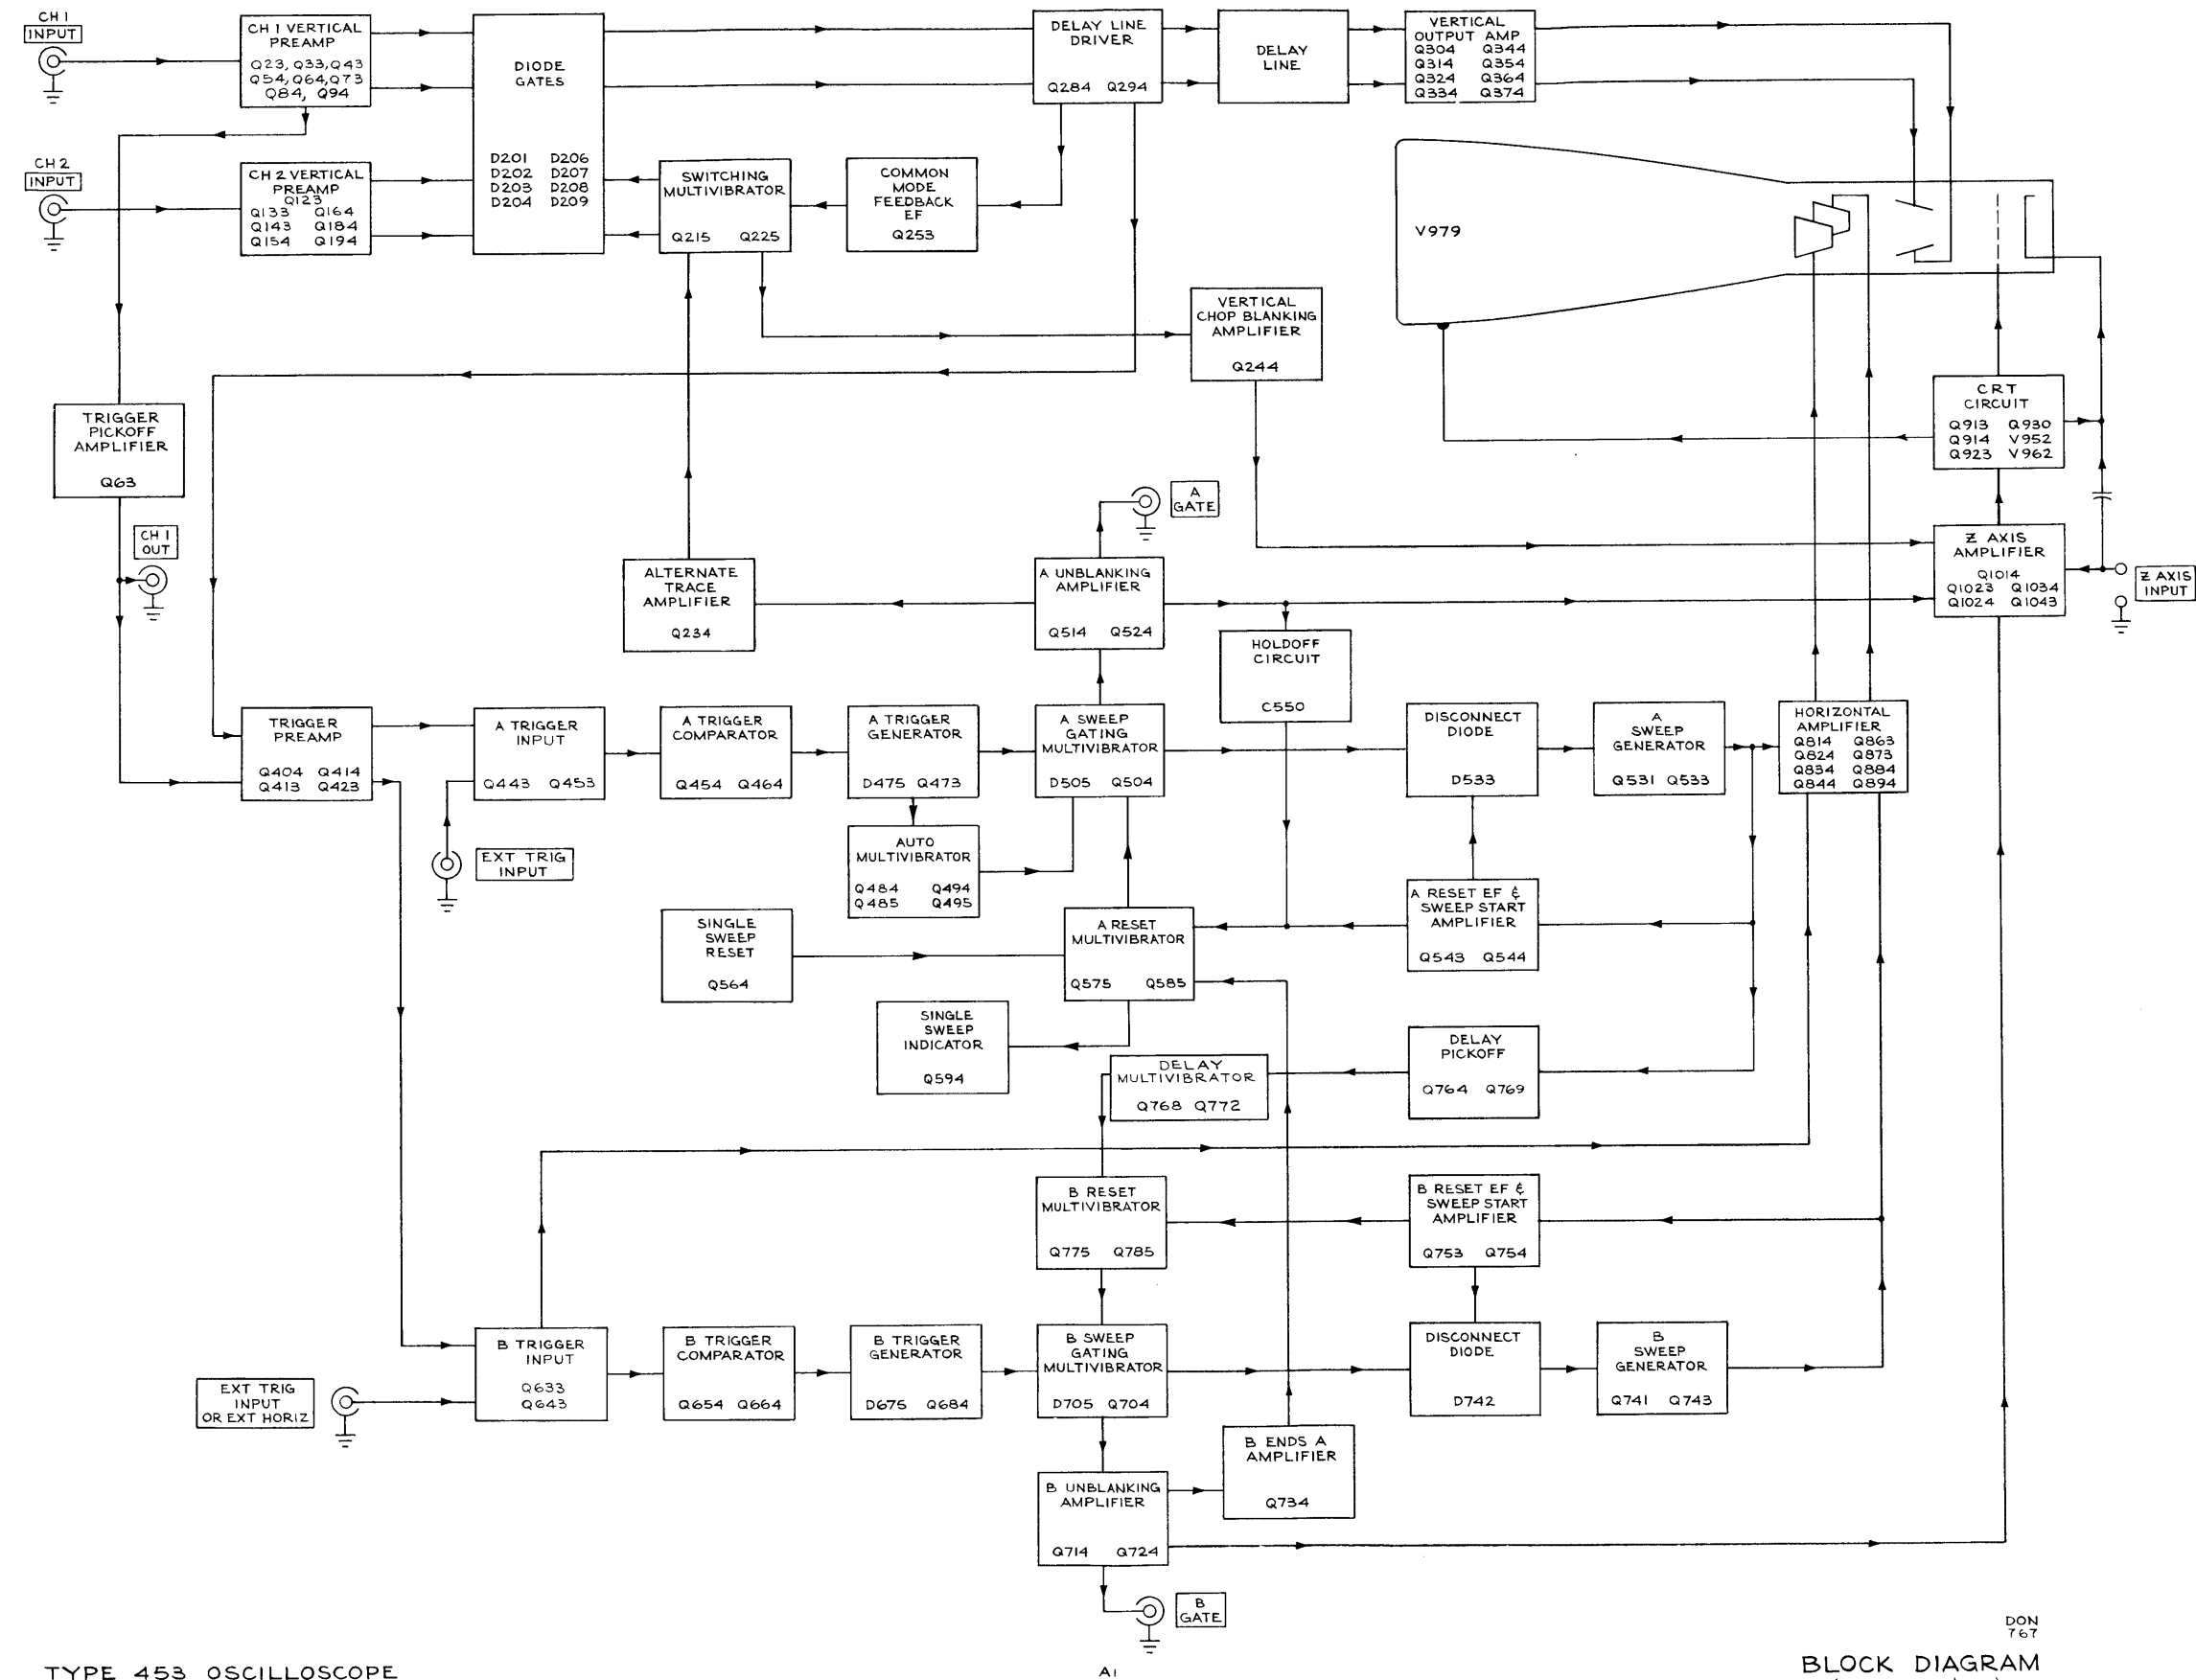 CH 1
INPUT
CH 1 VERTICAL
PREAMP
Q23, Q33, Q43
Q54, Q64, Q73
Q84, Q94
DIODE
GATES
D201 D206
D202 D207
D203 D208
D204 D209
DELAY LINE
DRIVER
Q284 Q294
DELAY
LINE
VERTICAL
OUTPUT AMP
Q304 Q344
Q314 Q354
Q324 Q364
Q334 Q374
CH 2
INPUT
CH 2 VERTICAL
PREAMP
Q123
Q133 Q164
Q143 Q184
Q154 Q194
SWITCHING
MULTIVIBRATOR
Q215 Q225
COMMON
MODE
FEEDBACK
EF
Q253
V979
VERTICAL
CHOP BLANKING
AMPLIFIER
Q244
TRIGGER
PICKOFF
AMPLIFIER
Q63
CRT
CIRCUIT
Q913 Q930
Q914 V952
Q923 V962
CH 1
OUT
A
GATE
ALTERNATE
TRACE
AMPLIFIER
Q234
A UNBLANKING
AMPLIFIER
Q514 Q524
Z AXIS
AMPLIFIER
Q1014
Q1023 Q1034
Q1024 Q1043
Z AXIS
INPUT
HOLDOFF
CIRCUIT
C550
TRIGGER
PREAMP
Q404 Q414
Q413 Q423
A TRIGGER
INPUT
Q443 Q453
A TRIGGER
COMPARATOR
Q454 Q464
A TRIGGER
GENERATOR
D475 Q473
A SWEEP
GATING
MULTIVIBRATOR
D505 Q504
DISCONNECT
DIODE
D533
A
SWEEP
GENERATOR
Q531 Q533
HORIZONTAL
AMPLIFIER
Q814 Q863
Q824 Q873
Q834 Q884
Q844 Q894
EXT TRIG
INPUT
AUTO
MULTIVIBRATOR
Q484 Q494
Q485 Q495
SINGLE
SWEEP
RESET
Q564
A RESET
MULTIVIBRATOR
Q575 Q585
A RESET EF &
SWEEP START
AMPLIFIER
Q543 Q544
SINGLE
SWEEP
INDICATOR
Q594
DELAY
MULTIVIBRATOR
Q768 Q772
DELAY
PICKOFF
Q764 Q769
B RESET
MULTIVIBRATOR
Q775 Q785
B RESET EF &
SWEEP START
AMPLIFIER
Q753 Q754
B TRIGGER
INPUT
Q633
Q643
B TRIGGER
COMPARATOR
Q654 Q664
B TRIGGER
GENERATOR
D675 Q684
B SWEEP
GATING
MULTIVIBRATOR
D705 Q704
DISCONNECT
DIODE
D742
B
SWEEP
GENERATOR
Q741 Q743
EXT TRIG
INPUT
OR EXT HORIZ
B ENDS A
AMPLIFIER
Q734
B UNBLANKING
AMPLIFIER
Q714 Q724
B
GATE
DON
767
TYPE 453 OSCILLOSCOPE
A1
BLOCK DIAGRAM